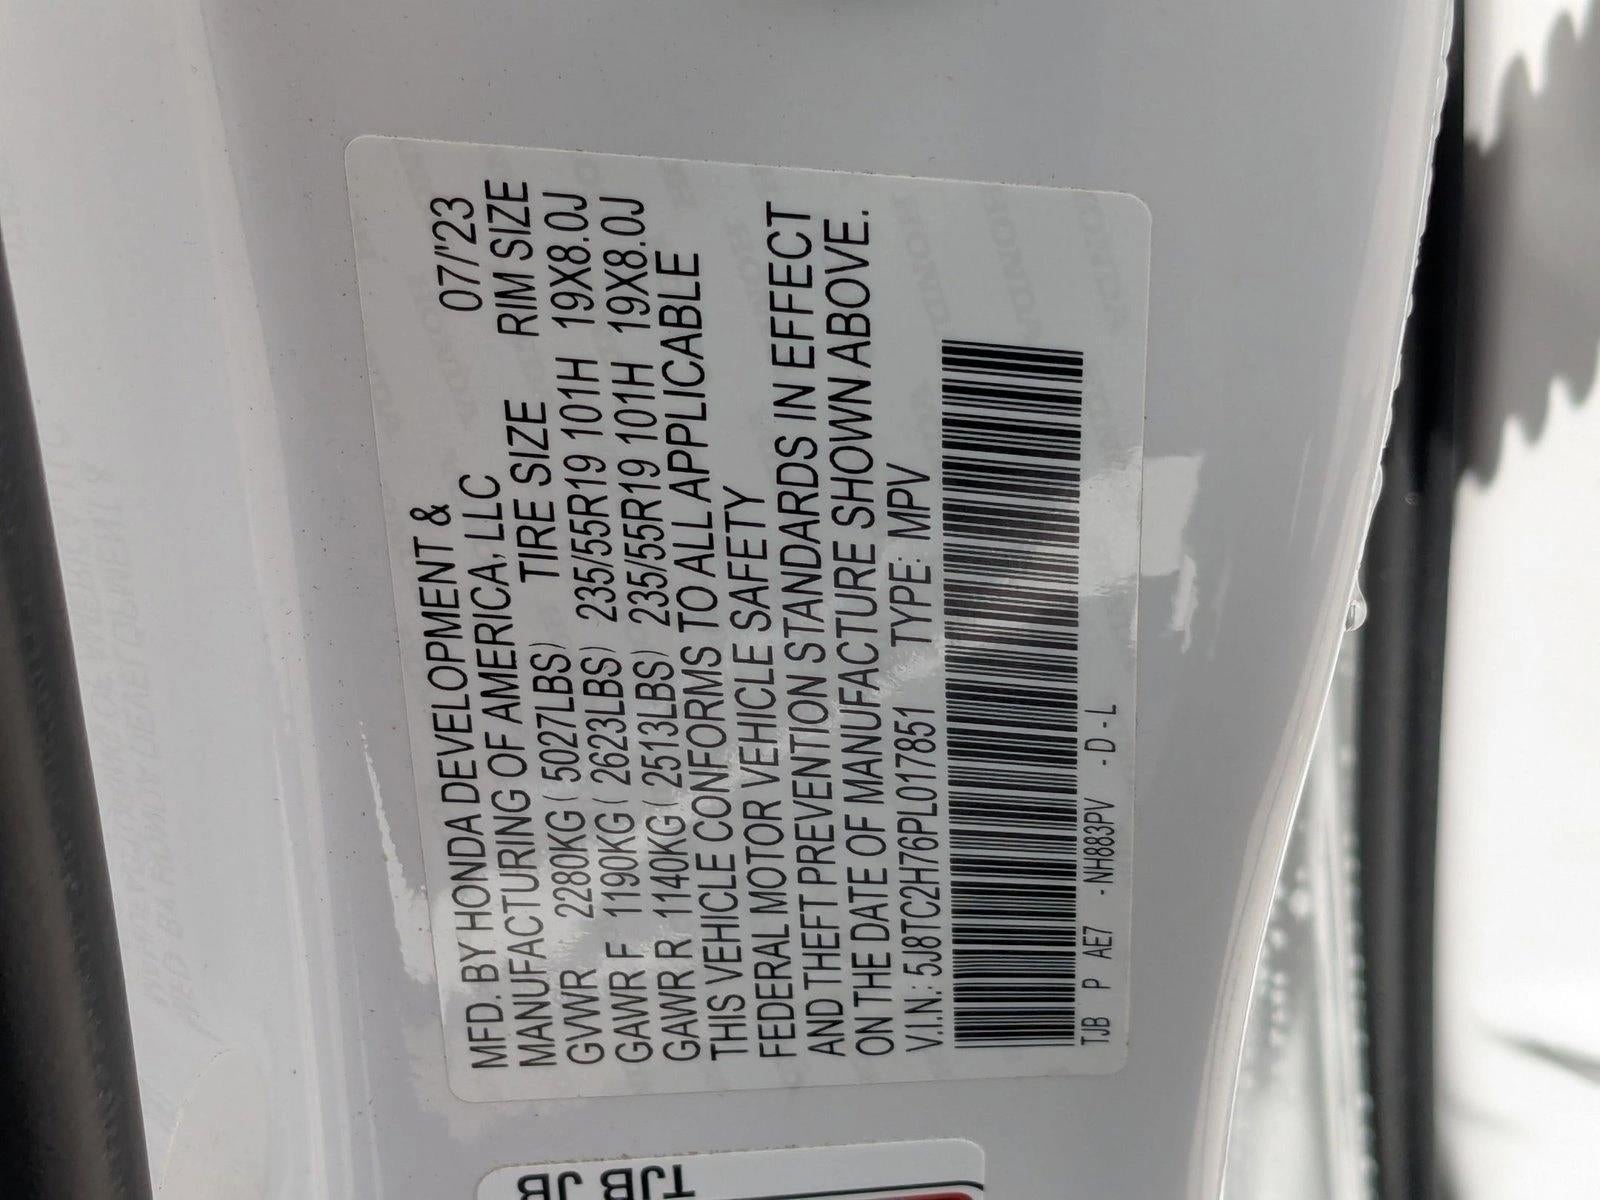 MFD. BY HONDA DEVELOPMENT & 07/'23
MANUFACTURING OF AMERICA, LLC
TIRE SIZE RIM SIZE
GVWR 2280KG ( 5027LBS) 235/55R19 101H 19X8.0J
GAWR F 1190KG ( 2623LBS) 235/55R19 101H 19X8.0J
GAWR R 1140KG ( 2513LBS)
THIS VEHICLE CONFORMS TO ALL APPLICABLE
FEDERAL MOTOR VEHICLE SAFETY
AND THEFT PREVENTION STANDARDS IN EFFECT
ON THE DATE OF MANUFACTURE SHOWN ABOVE.
V.I.N.: 5J8TC2H76PL017851 TYPE: MPV
TJB P AE7 - NH883PV - D - L
TJB